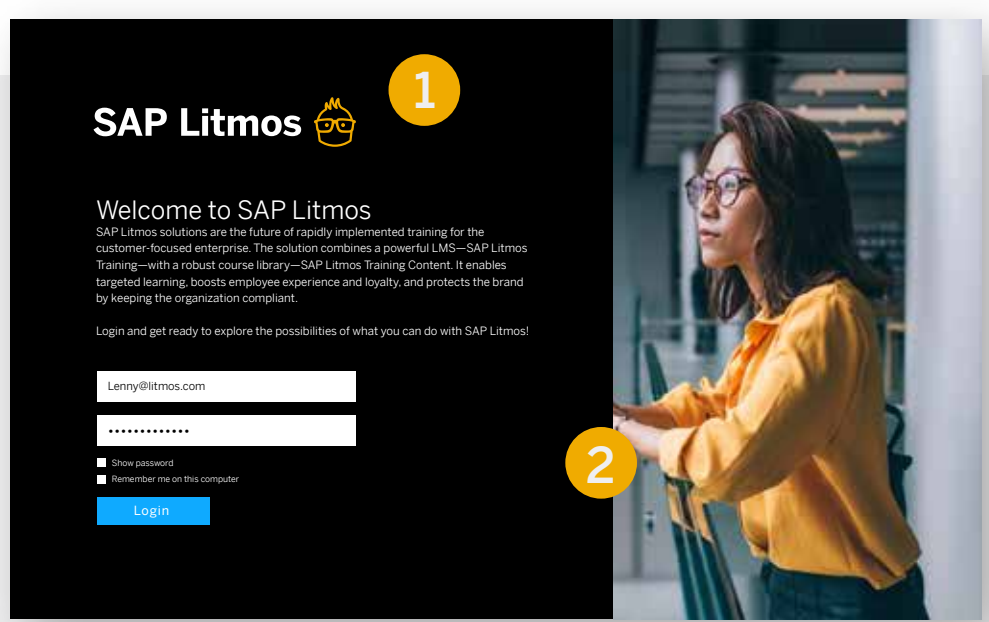 1
SAP Litmos
Welcome to SAP Litmos
SAP Litmos solutions are the future of rapidly implemented training for the
customer-focused enterprise. The solution combines a powerful LMS—SAP Litmos
Training—with a robust course library—SAP Litmos Training Content. It enables
targeted learning, boosts employee experience and loyalty, and protects the brand
by keeping the organization compliant.
Login and get ready to explore the possibilities of what you can do with SAP Litmos!
Lenny@litmos.com
•••••••••••••
Show password
2
Remember me on this computer
Login